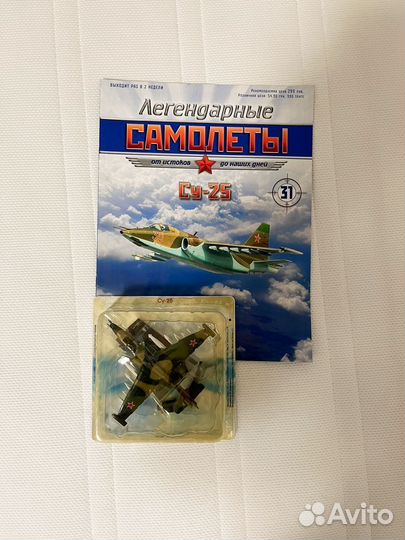 ВЫХОДИТ РАЗ В 2 НЕДЕЛИ
Легендарные
САМОЛЕТЫ
от истоков до наших дней
Су-25
31
Су-25
Avito